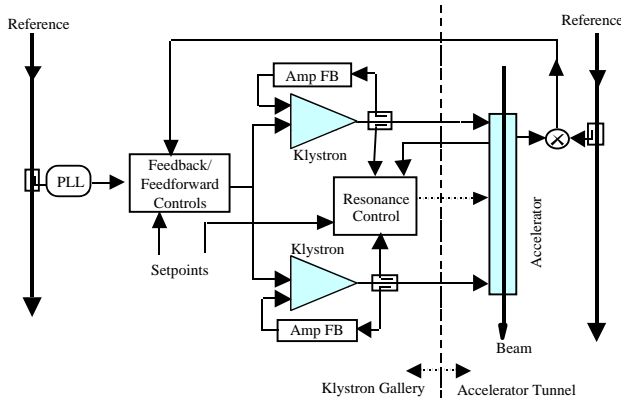 Reference
Reference
Amp FB
Klystron
PLL
Feedback/
Feedforward
Controls
Resonance
Control
Accelerator
Setpoints
Klystron
Amp FB
Beam
Klystron Gallery
Accelerator Tunnel